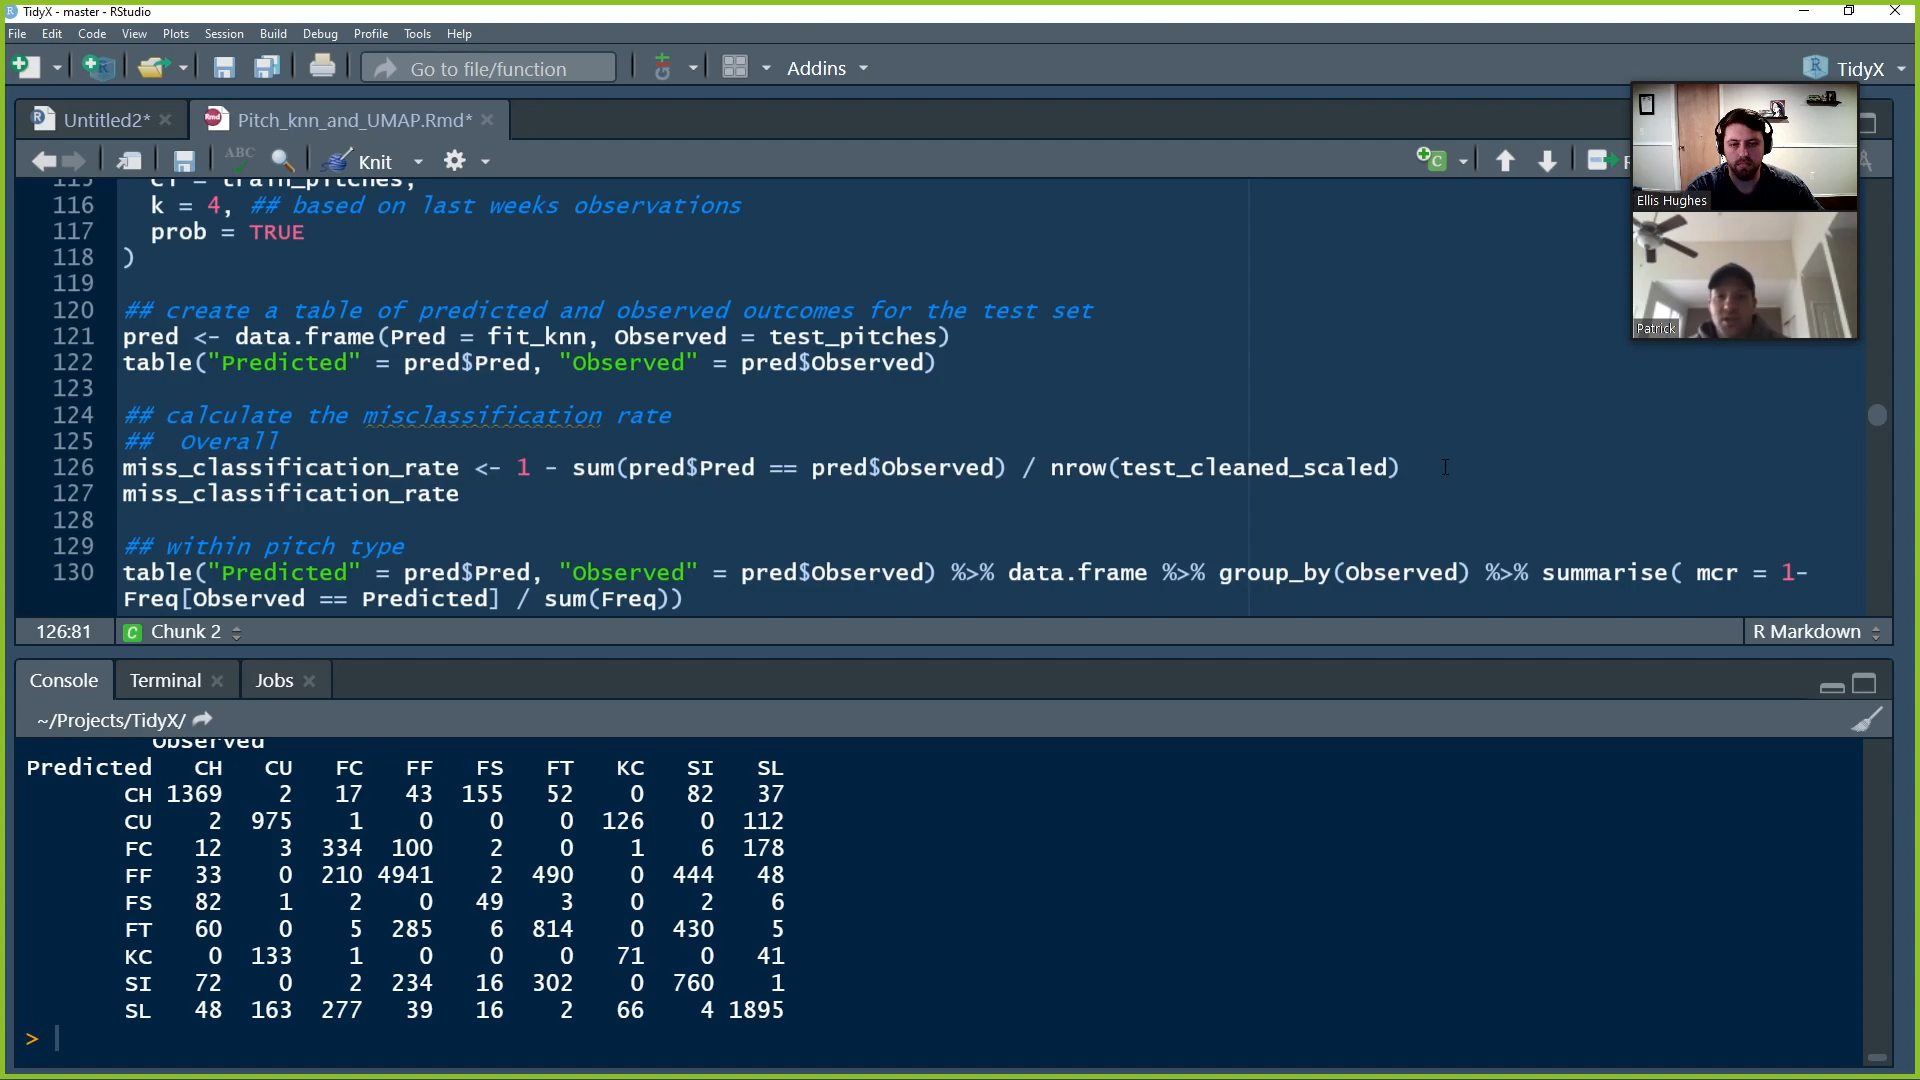 TidyX - master - RStudio
File Edit Code View Plots Session Build Debug Profile Tools Help
Go to file/function
Addins
TidyX
Untitled2*
Pitch_knn_and_UMAP.Rmd*
ABC
Knit
115 cl = train_pitches,
116 k = 4, ## based on last weeks observations
117 prob = TRUE
118 )
119
120 ## create a table of predicted and observed outcomes for the test set
121 pred <- data.frame(Pred = fit_knn, Observed = test_pitches)
122 table("Predicted" = pred$Pred, "Observed" = pred$Observed)
123
124 ## calculate the misclassification rate
125 ##  Overall
126 miss_classification_rate <- 1 - sum(pred$Pred == pred$Observed) / nrow(test_cleaned_scaled)
127 miss_classification_rate
128
129 ## within pitch type
130 table("Predicted" = pred$Pred, "Observed" = pred$Observed) %>% data.frame %>% group_by(Observed) %>% summarise( mcr = 1-
Freq[Observed == Predicted] / sum(Freq))
126:81 Chunk 2 R Markdown
Ellis Hughes
Patrick
Console Terminal Jobs
~/Projects/TidyX/
Observed
Predicted CH CU FC FF FS FT KC SI SL
CH 1369 2 17 43 155 52 0 82 37
CU 2 975 1 0 0 0 126 0 112
FC 12 3 334 100 2 0 1 6 178
FF 33 0 210 4941 2 490 0 444 48
FS 82 1 2 0 49 3 0 2 6
FT 60 0 5 285 6 814 0 430 5
KC 0 133 1 0 0 0 71 0 41
SI 72 0 2 234 16 302 0 760 1
SL 48 163 277 39 16 2 66 4 1895
>